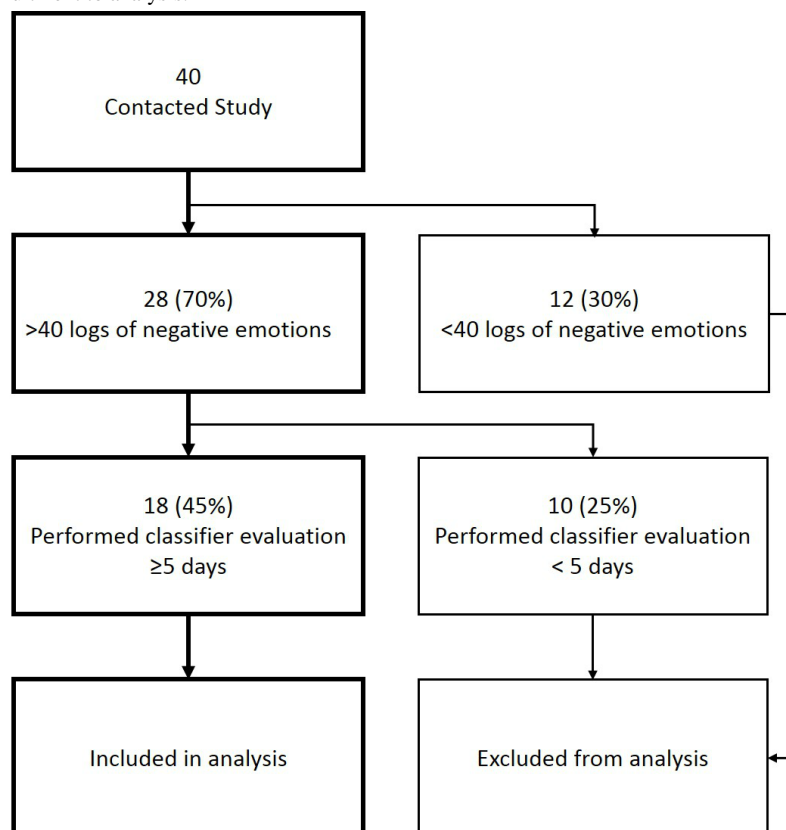 40
Contacted Study
28 (70%)
>40 logs of negative emotions
12 (30%)
<40 logs of negative emotions
18 (45%)
Performed classifier evaluation
≥5 days
10 (25%)
Performed classifier evaluation
< 5 days
Included in analysis
Excluded from analysis